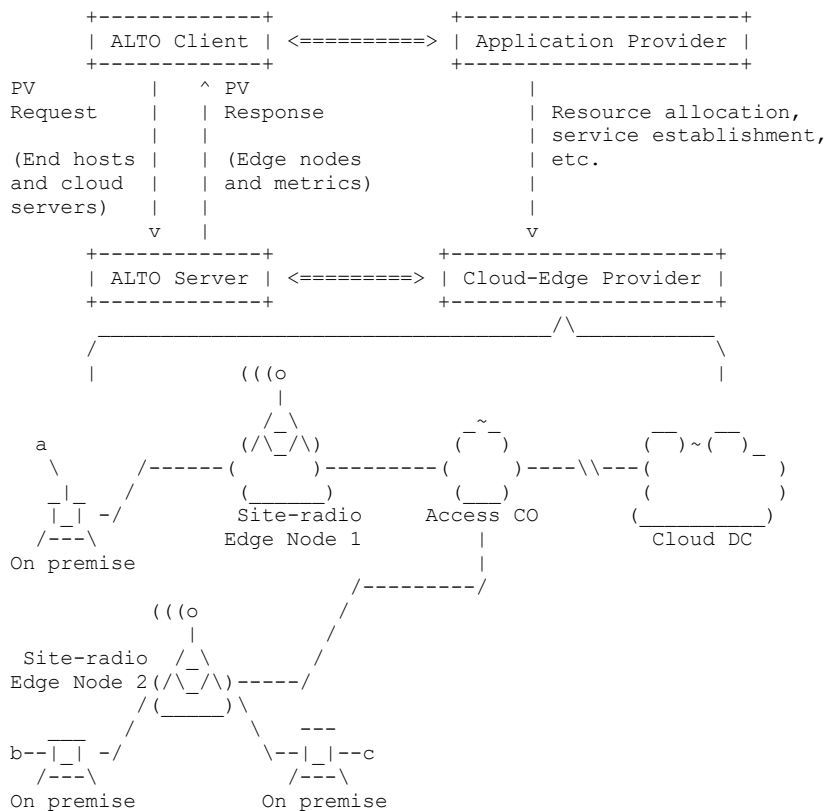 ALTO Client <==========> Application Provider
PV PV
Request Response Resource allocation,
service establishment,
(End hosts (Edge nodes etc.
and cloud and metrics)
servers)
ALTO Server <=========> Cloud-Edge Provider
a
Site-radio Access CO
Edge Node 1 Cloud DC
On premise
Site-radio
Edge Node 2
b c
On premise On premise